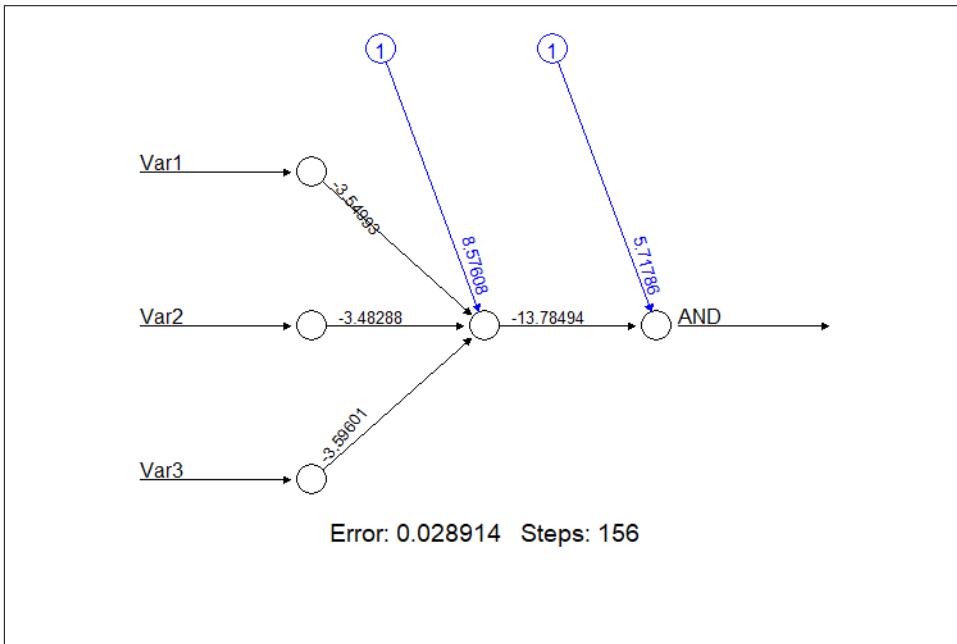 1
1
Var1
-3.54993
8.57608
5.71786
Var2
-3.48288
-13.78494
AND
-3.59601
Var3
Error: 0.028914 Steps: 156